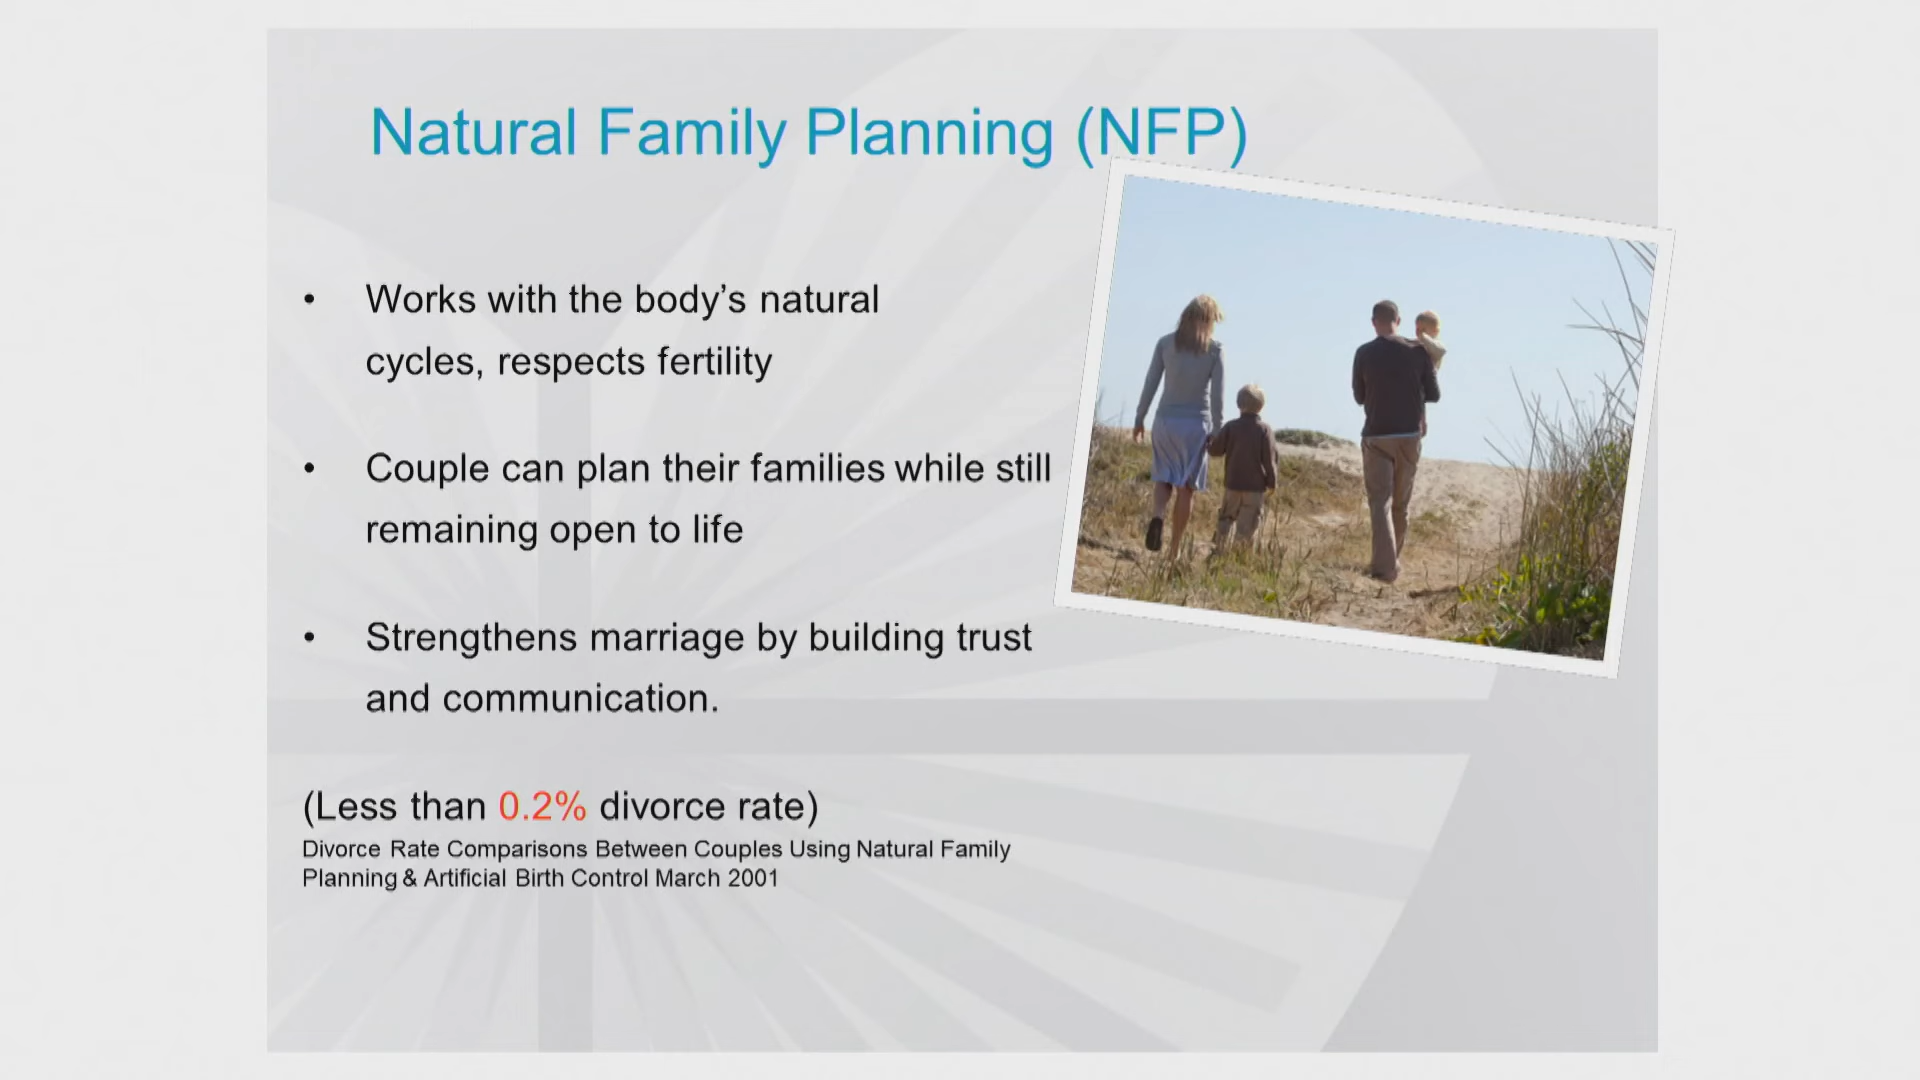 Natural Family Planning (NFP)
• Works with the body’s natural
cycles, respects fertility
• Couple can plan their families while still
remaining open to life
• Strengthens marriage by building trust
and communication.
(Less than 0.2% divorce rate)
Divorce Rate Comparisons Between Couples Using Natural Family
Planning & Artificial Birth Control March 2001